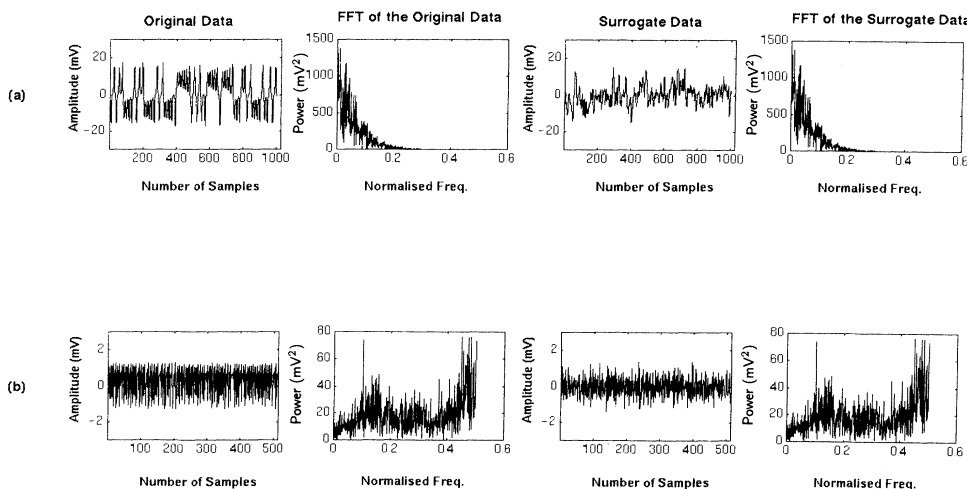 Original Data
FFT of the Original Data
Surrogate Data
FFT of the Surrogate Data
(a)
Amplitude (mV)
20
0
-20
200 400 600 800 1000
Number of Samples
Power (mV²)
1500
1000
500
0
0 0.2 0.4 0.6
Normalised Freq.
Amplitude (mV)
20
0
-20
200 400 600 800 1000
Number of Samples
Power (mV²)
1500
1000
500
0
0 0.2 0.4 0.6
Normalised Freq.
(b)
Amplitude (mV)
2
0
-2
100 200 300 400 500
Number of Samples
Power (mV²)
80
60
40
20
0
0 0.2 0.4 0.6
Normalised Freq.
Amplitude (mV)
2
0
-2
100 200 300 400 500
Number of Samples
Power (mV²)
80
60
40
20
0
0 0.2 0.4 0.6
Normalised Freq.